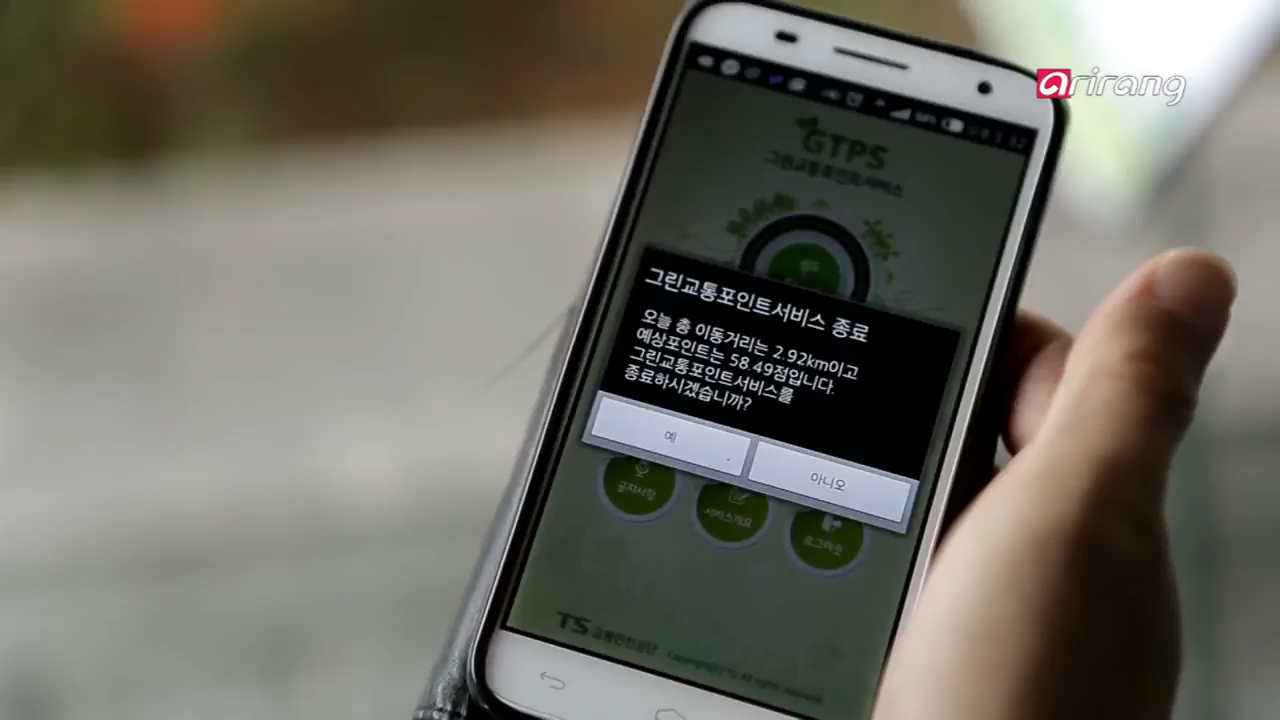 arirang
GTPS
그린교통포인트서비스
그린교통포인트서비스 종료
오늘 총 이동거리는 2.92km이고
예상포인트는 58.49점입니다.
그린교통포인트서비스를
종료하시겠습니까?
예
아니오
공지사항
서비스개요
로그아웃
TS 교통안전공단